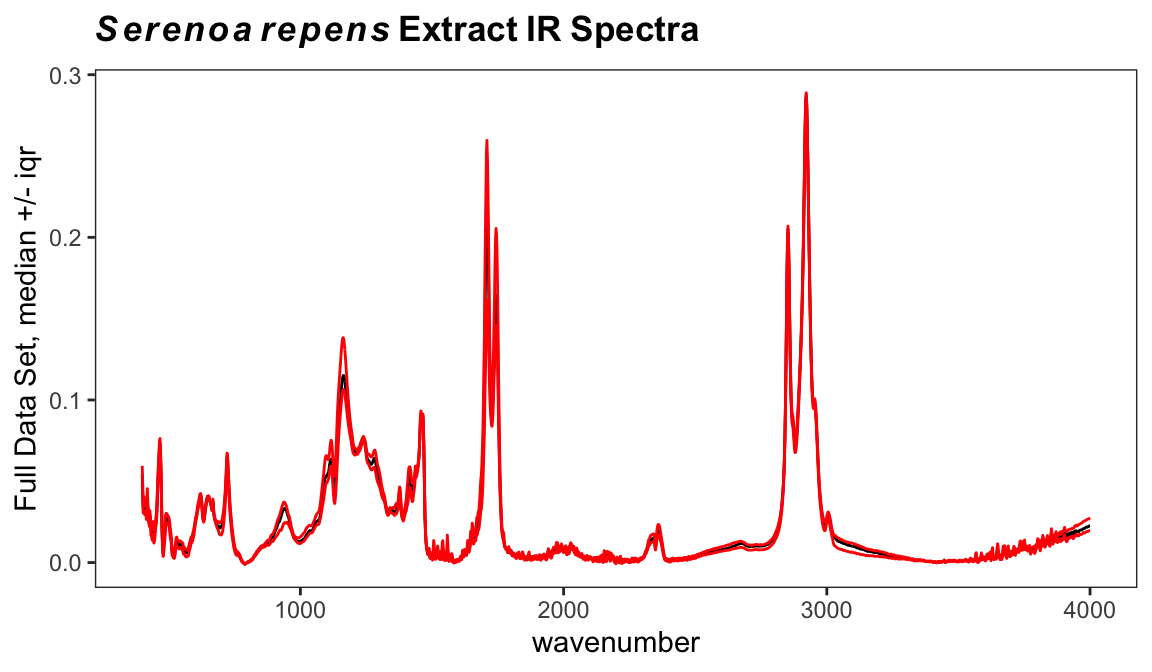 Serenoa repens Extract IR Spectra
Full Data Set, median +/- iqr
0.3
0.2
0.1
0.0
1000 2000 3000 4000
wavenumber